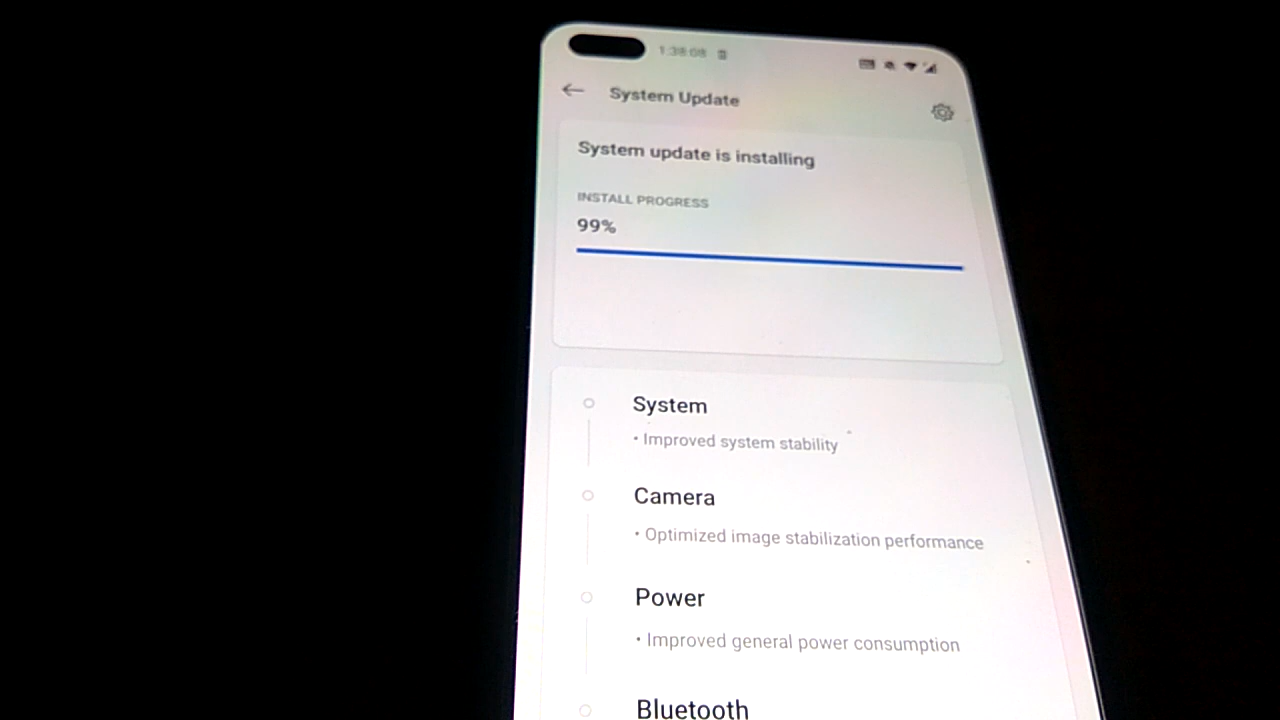 1:38:08
System Update
System update is installing
INSTALL PROGRESS
99%
System
• Improved system stability
Camera
• Optimized image stabilization performance
Power
• Improved general power consumption
Bluetooth